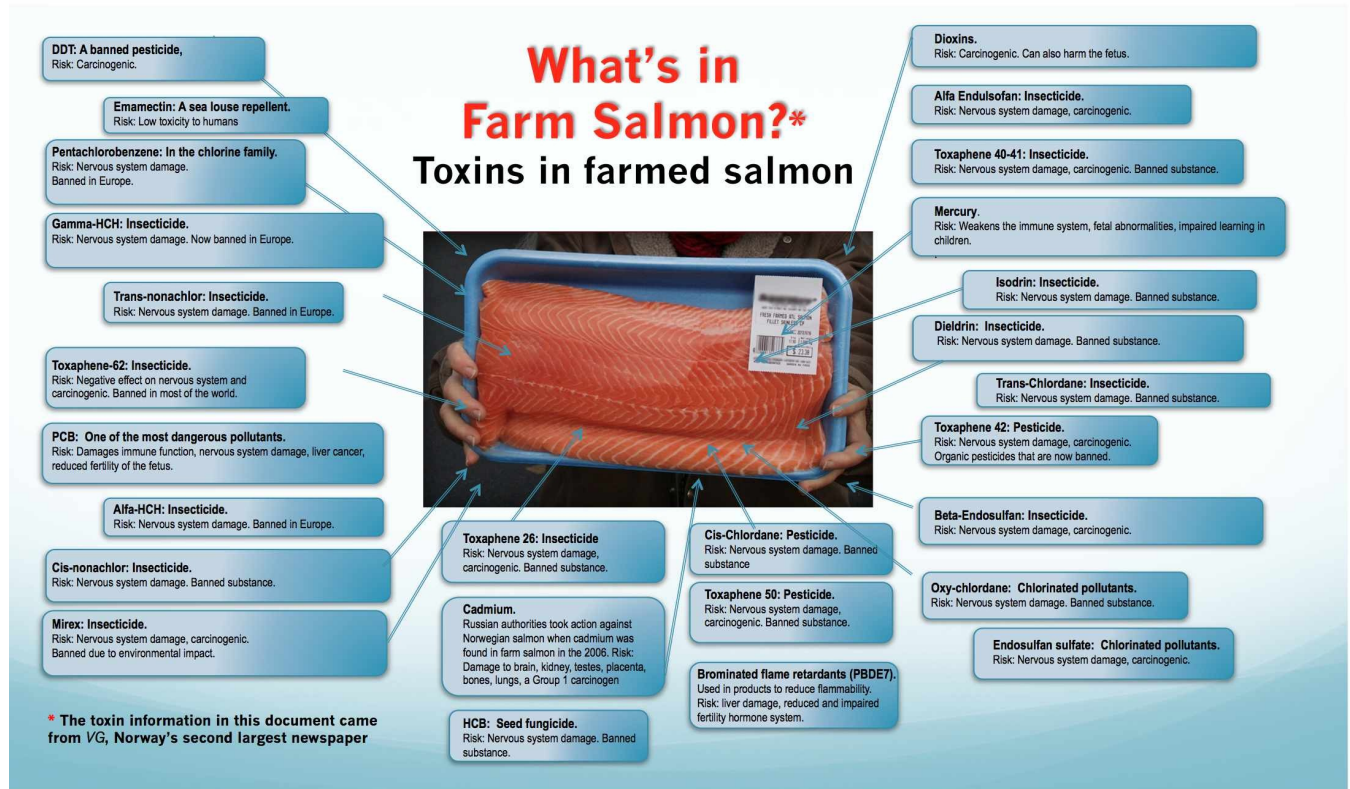 What's in
Farm Salmon?*
Toxins in farmed salmon
DDT: A banned pesticide,
Risk: Carcinogenic.
Emamectin: A sea louse repellent.
Risk: Low toxicity to humans
Pentachlorobenzene: In the chlorine family.
Risk: Nervous system damage.
Banned in Europe.
Gamma-HCH: Insecticide.
Risk: Nervous system damage. Now banned in Europe.
Trans-nonachlor: Insecticide.
Risk: Nervous system damage. Banned in Europe.
Toxaphene-62: Insecticide.
Risk: Negative effect on nervous system and
carcinogenic. Banned in most of the world.
PCB: One of the most dangerous pollutants.
Risk: Damages immune function, nervous system damage, liver cancer,
reduced fertility of the fetus.
Alfa-HCH: Insecticide.
Risk: Nervous system damage. Banned in Europe.
Cis-nonachlor: Insecticide.
Risk: Nervous system damage. Banned substance.
Mirex: Insecticide.
Risk: Nervous system damage, carcinogenic.
Banned due to environmental impact.
* The toxin information in this document came
from VG, Norway's second largest newspaper
FRESH FARMED ATL SALMON
Toxaphene 26: Insecticide
Risk: Nervous system damage,
carcinogenic. Banned substance.
Cadmium.
Russian authorities took action against
Norwegian salmon when cadmium was
found in farm salmon in the 2006. Risk:
Damage to brain, kidney, testes, placenta,
bones, lungs, a Group 1 carcinogen
HCB: Seed fungicide.
Risk: Nervous system damage. Banned
substance.
Cis-Chlordane: Pesticide.
Risk: Nervous system damage. Banned
substance
Toxaphene 50: Pesticide.
Risk: Nervous system damage,
carcinogenic. Banned substance.
Brominated flame retardants (PBDE7).
Used in products to reduce flammability.
Risk: liver damage, reduced and impaired
fertility hormone system.
Dioxins.
Risk: Carcinogenic. Can also harm the fetus.
Alfa Endulsofan: Insecticide.
Risk: Nervous system damage, carcinogenic.
Toxaphene 40-41: Insecticide.
Risk: Nervous system damage, carcinogenic. Banned substance.
Mercury.
Risk: Weakens the immune system, fetal abnormalities, impaired learning in
children.
Isodrin: Insecticide.
Risk: Nervous system damage. Banned substance.
Dieldrin: Insecticide.
Risk: Nervous system damage. Banned substance.
Trans-Chlordane: Insecticide.
Risk: Nervous system damage. Banned substance.
Toxaphene 42: Pesticide.
Risk: Nervous system damage, carcinogenic.
Organic pesticides that are now banned.
Beta-Endosulfan: Insecticide.
Risk: Nervous system damage, carcinogenic.
Oxy-chlordane: Chlorinated pollutants.
Risk: Nervous system damage. Banned substance.
Endosulfan sulfate: Chlorinated pollutants.
Risk: Nervous system damage, carcinogenic.